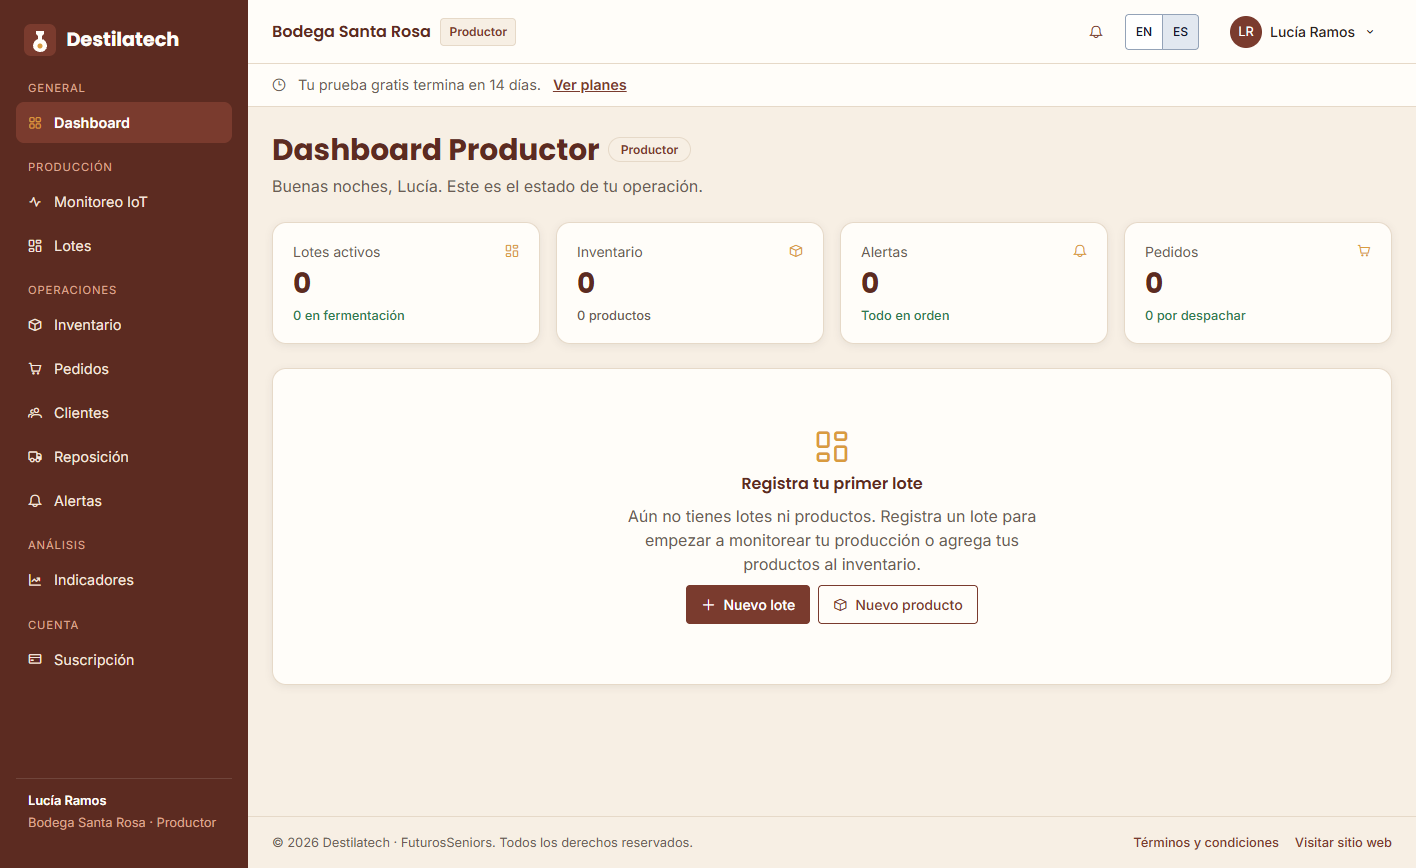 Destilatech
GENERAL
Dashboard
PRODUCCIÓN
Monitoreo IoT
Lotes
OPERACIONES
Inventario
Pedidos
Clientes
Reposición
Alertas
ANÁLISIS
Indicadores
CUENTA
Suscripción
Lucía Ramos
Bodega Santa Rosa · Productor
Bodega Santa Rosa Productor
EN ES
LR Lucía Ramos
Tu prueba gratis termina en 14 días. Ver planes
Dashboard Productor Productor
Buenas noches, Lucía. Este es el estado de tu operación.
Lotes activos
0
0 en fermentación
Inventario
0
0 productos
Alertas
0
Todo en orden
Pedidos
0
0 por despachar
Registra tu primer lote
Aún no tienes lotes ni productos. Registra un lote para
empezar a monitorear tu producción o agrega tus
productos al inventario.
Nuevo lote Nuevo producto
© 2026 Destilatech · FuturosSeniors. Todos los derechos reservados.
Términos y condiciones Visitar sitio web